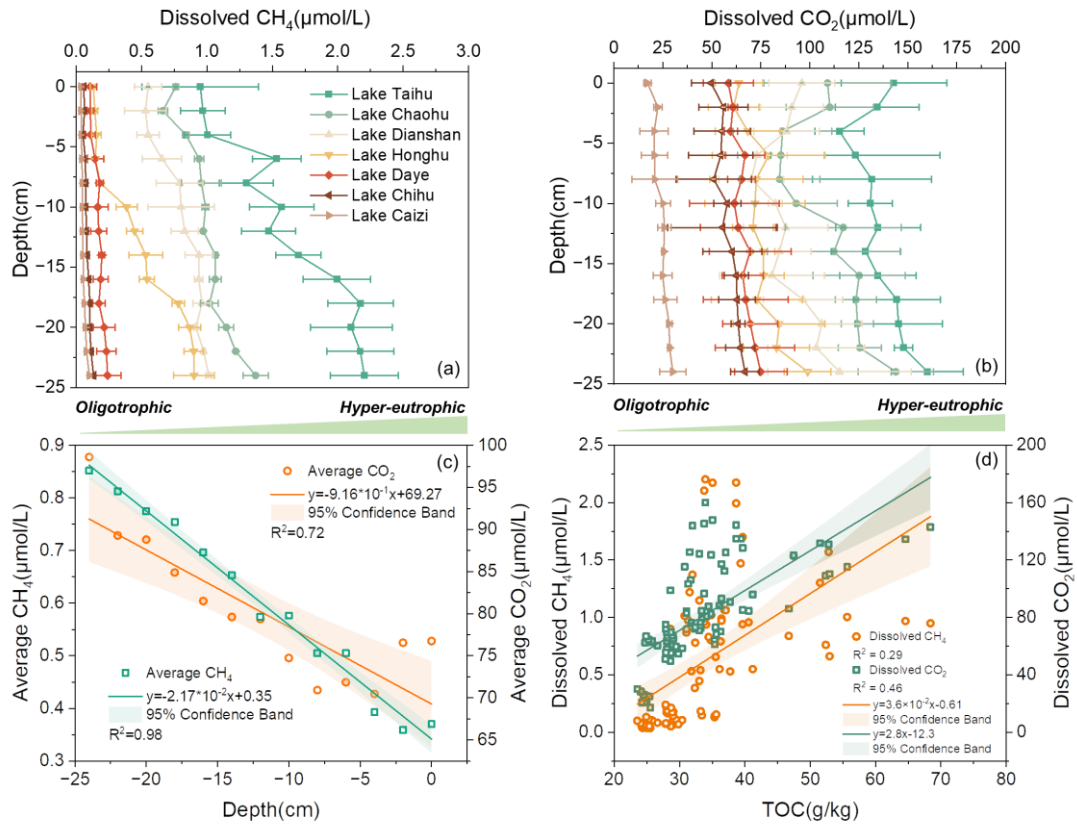 Dissolved CH₄(μmol/L)
0.0 0.5 1.0 1.5 2.0 2.5 3.0
Depth(cm)
0
−5
−10
−15
−20
−25
Lake Taihu
Lake Chaohu
Lake Dianshan
Lake Honghu
Lake Daye
Lake Chihu
Lake Caizi
(a)
Dissolved CO₂(μmol/L)
0 25 50 75 100 125 150 175 200
Depth(cm)
0
−5
−10
−15
−20
−25
(b)
Oligotrophic Hyper-eutrophic
Oligotrophic Hyper-eutrophic
Average CH₄(μmol/L)
0.9
0.8
0.7
0.6
0.5
0.4
0.3
(c)
Average CO₂
y=-9.16*10⁻¹x+69.27
95% Confidence Band
R²=0.72
Average CH₄
y=-2.17*10⁻²x+0.35
95% Confidence Band
R²=0.98
100
95
90
85
80
75
70
65
Average CO₂(μmol/L)
−25 −20 −15 −10 −5 0
Depth(cm)
Dissolved CH₄(μmol/L)
2.5
2.0
1.5
1.0
0.5
0.0
(d)
Dissolved CH₄
R² = 0.29
Dissolved CO₂
R² = 0.46
y=3.6×10⁻²x-0.61
95% Confidence Band
y=2.8x-12.3
95% Confidence Band
200
180
160
140
120
100
80
60
40
20
0
Dissolved CO₂(μmol/L)
20 30 40 50 60 70 80
TOC(g/kg)